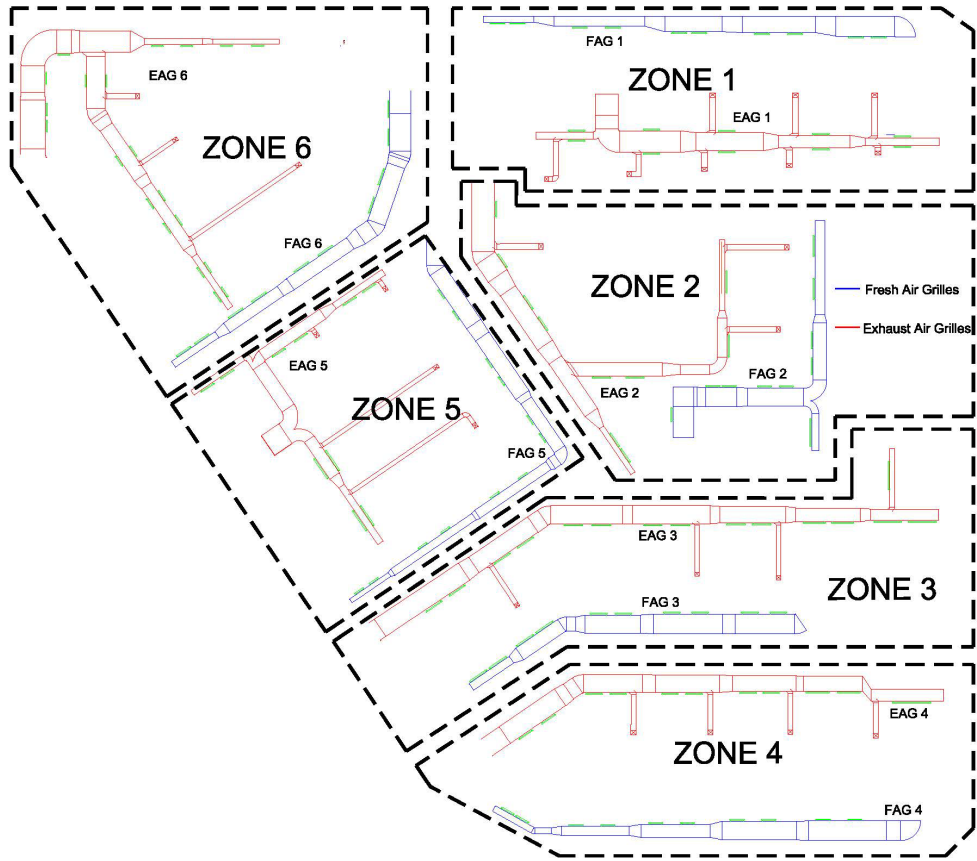 FAG 1
ZONE 1
EAG 1
EAG 6
ZONE 6
FAG 6
ZONE 2
Fresh Air Grilles
Exhaust Air Grilles
EAG 2
FAG 2
EAG 5
ZONE 5
FAG 5
EAG 3
ZONE 3
FAG 3
EAG 4
ZONE 4
FAG 4